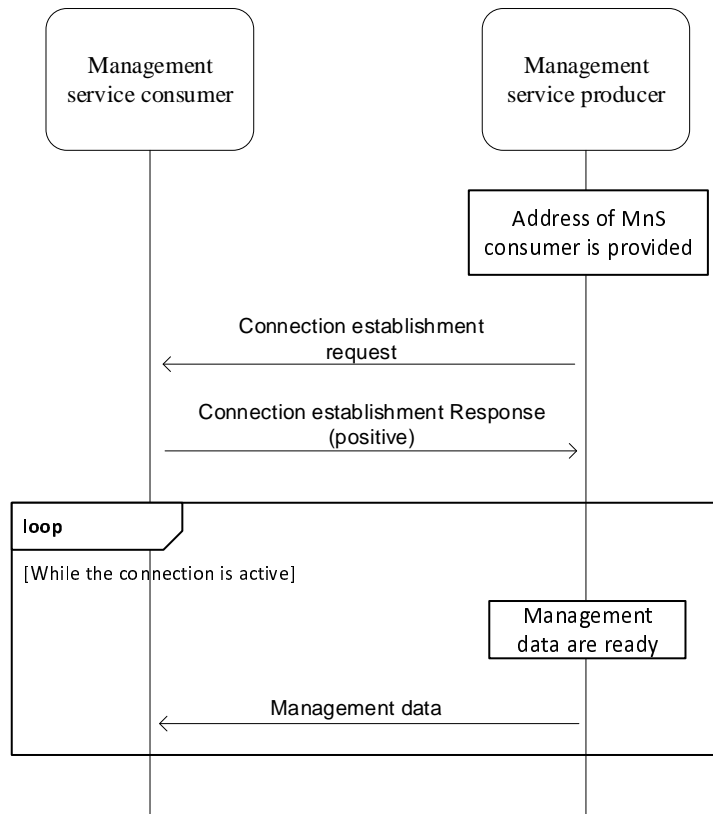 Management
service consumer
Management
service producer
Address of MnS
consumer is provided
Connection establishment
request
Connection establishment Response
(positive)
loop
[While the connection is active]
Management
data are ready
Management data